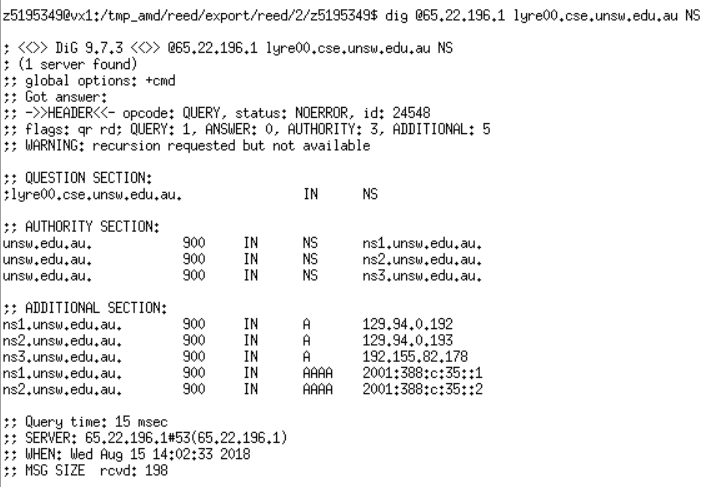 z5195349@vx1:/tmp_amd/reed/export/reed/2/z5195349$ dig @65.22.196.1 lyre00.cse.unsw.edu.au NS
; <<>> DiG 9.7.3 <<>> @65.22.196.1 lyre00.cse.unsw.edu.au NS
; (1 server found)
;; global options: +cmd
;; Got answer:
;; ->>HEADER<<- opcode: QUERY, status: NOERROR, id: 24548
;; flags: qr rd; QUERY: 1, ANSWER: 0, AUTHORITY: 3, ADDITIONAL: 5
;; WARNING: recursion requested but not available
;; QUESTION SECTION:
;lyre00.cse.unsw.edu.au. IN NS
;; AUTHORITY SECTION:
unsw.edu.au. 900 IN NS ns1.unsw.edu.au.
unsw.edu.au. 900 IN NS ns2.unsw.edu.au.
unsw.edu.au. 900 IN NS ns3.unsw.edu.au.
;; ADDITIONAL SECTION:
ns1.unsw.edu.au. 900 IN A 129.94.0.192
ns2.unsw.edu.au. 900 IN A 129.94.0.193
ns3.unsw.edu.au. 900 IN A 192.155.82.178
ns1.unsw.edu.au. 900 IN AAAA 2001:388:c:35::1
ns2.unsw.edu.au. 900 IN AAAA 2001:388:c:35::2
;; Query time: 15 msec
;; SERVER: 65.22.196.1#53(65.22.196.1)
;; WHEN: Wed Aug 15 14:02:33 2018
;; MSG SIZE rcvd: 198